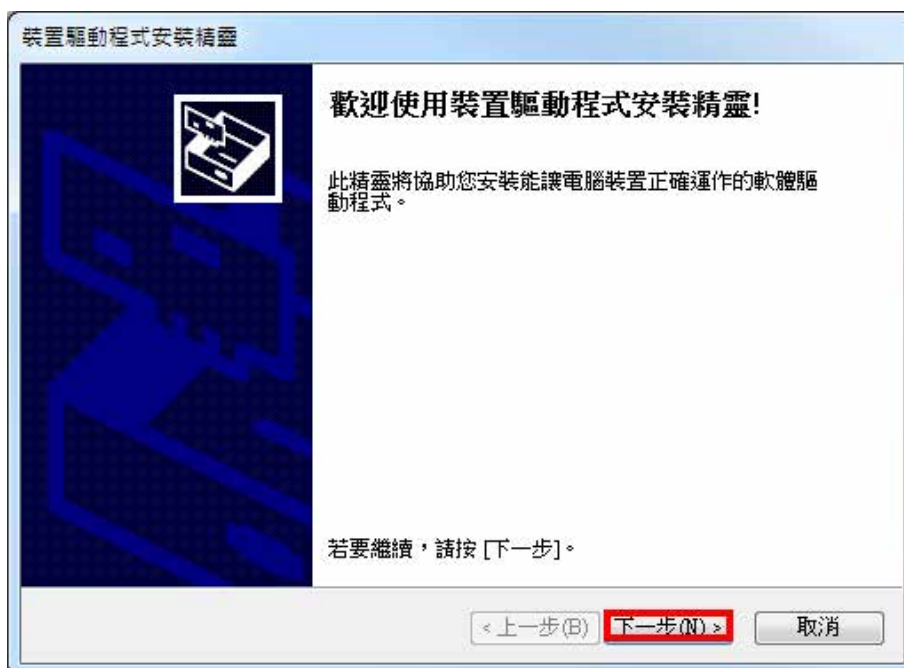 裝置驅動程式安裝精靈
歡迎使用裝置驅動程式安裝精靈!
此精靈將協助您安裝能讓電腦裝置正確運作的軟體驅
動程式。
若要繼續,請按 [下一步]。
< 上一步(B) 下一步(N) > 取消